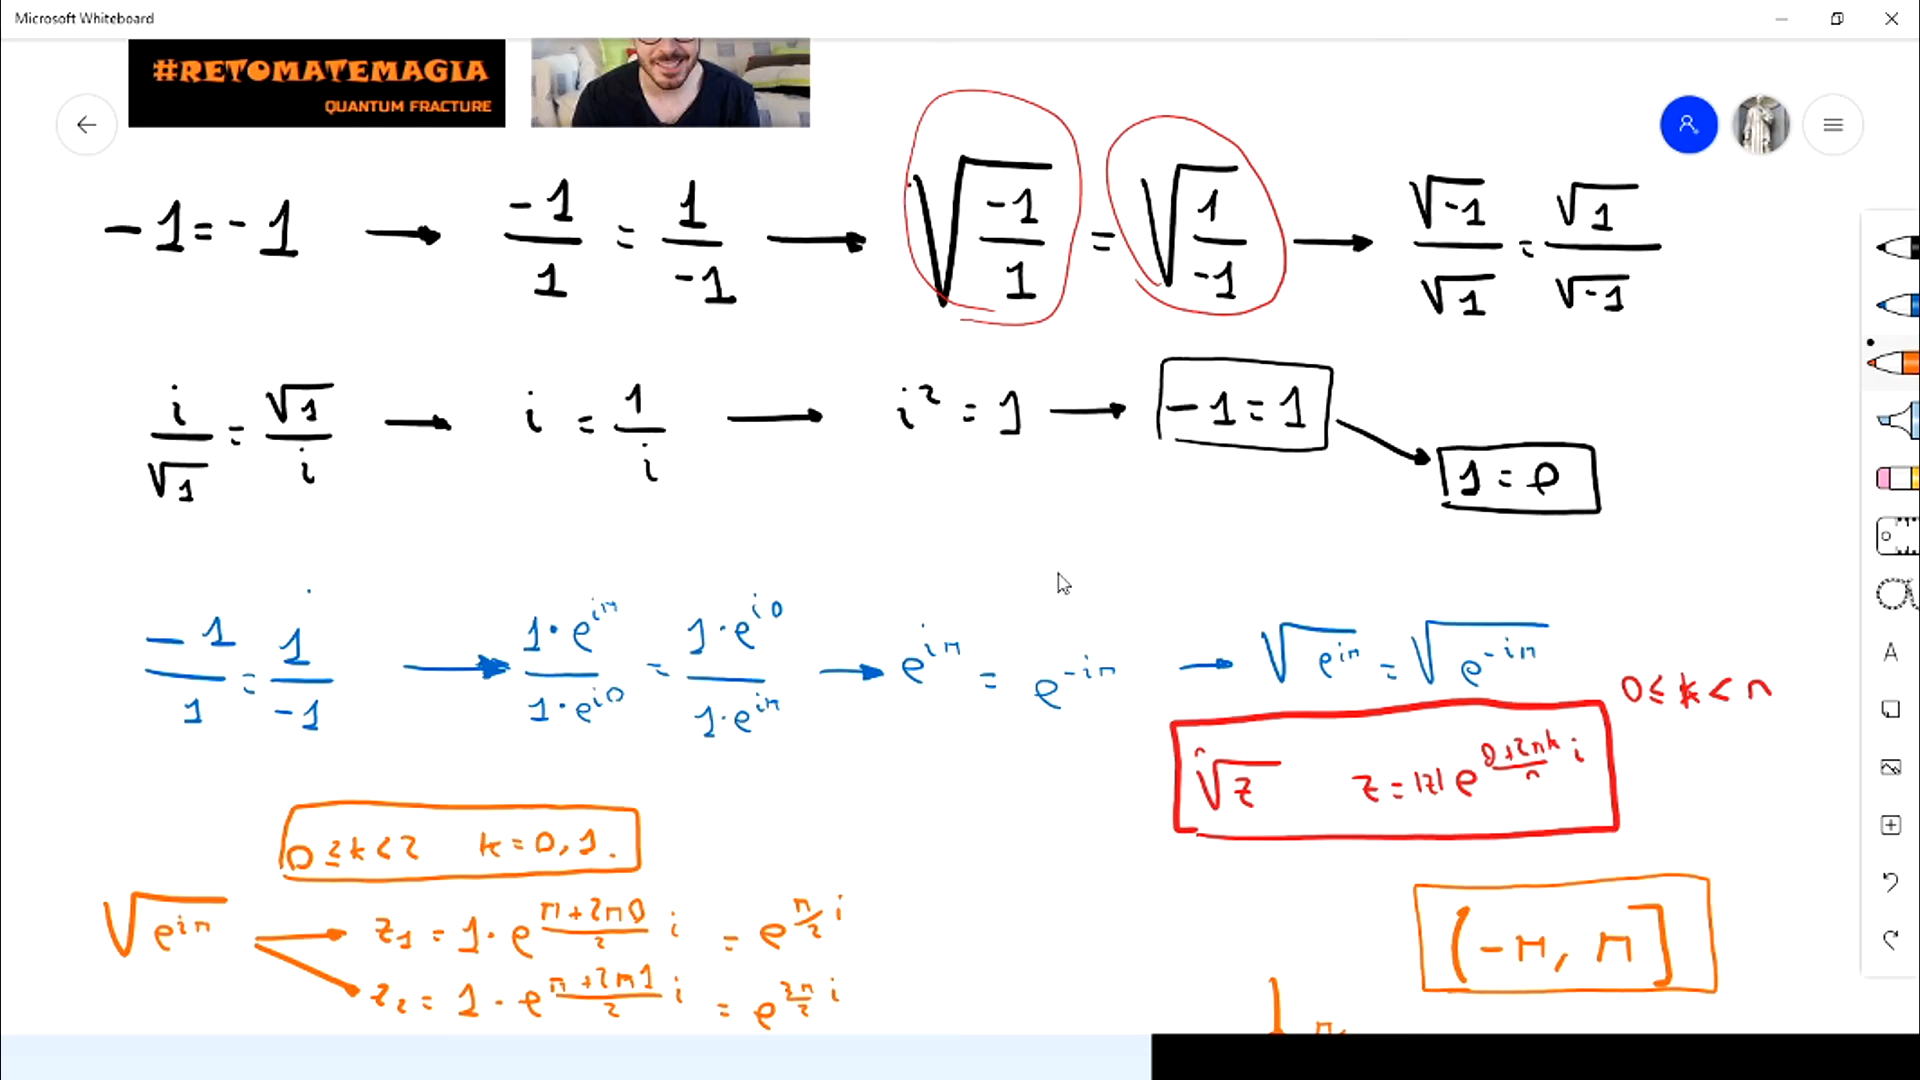 Microsoft Whiteboard
#RETOMATEMAGIA
QUANTUM FRACTURE
-1 = -1 → -1/1 = 1/-1 → √(-1/1) = √(1/-1) → √-1/√1 = √1/√-1
i/√1 = √1/i → i = 1/i → i² = 1 → -1 = 1
1 = 0
-1/1 = 1/-1 → 1·e^iπ/1·e^i0 = 1·e^i0/1·e^iπ → e^iπ = e^-iπ → √e^iπ = √e^-iπ
0 ≤ k < n
ⁿ√z z = |z| e^((θ+2πk)/n i)
0 ≤ k < 2 k = 0, 1.
√e^iπ → z₁ = 1·e^((π+2π0)/2 i) = e^(π/2 i)
z₂ = 1·e^((π+2π1)/2 i) = e^(3π/2 i)
(-π, π]